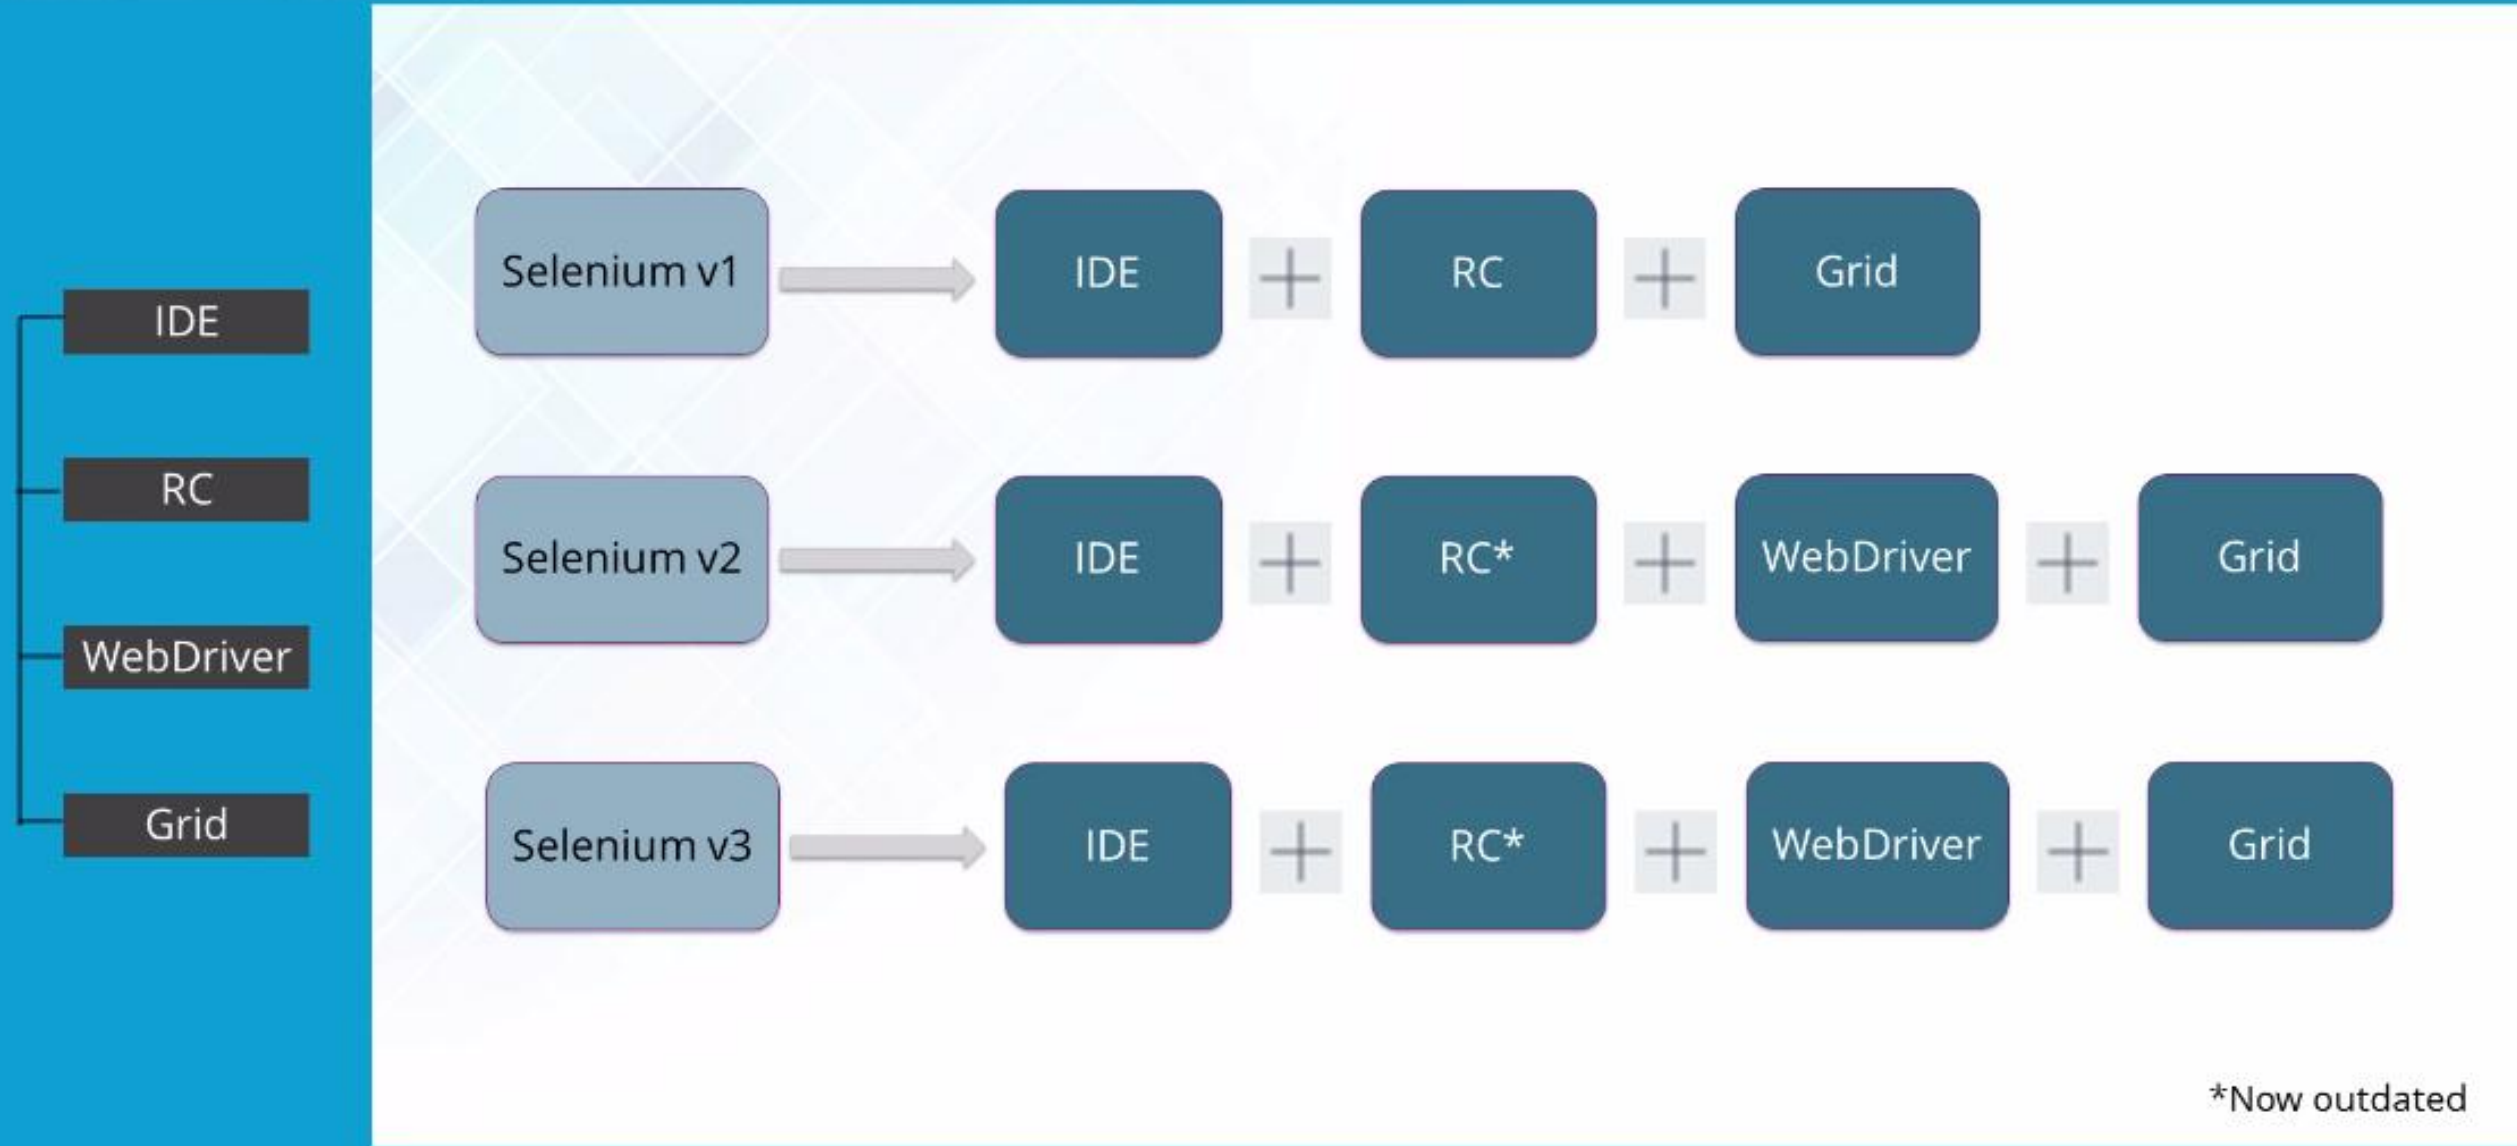 IDE
RC
WebDriver
Grid
Selenium v1 IDE + RC + Grid
Selenium v2 IDE + RC* + WebDriver + Grid
Selenium v3 IDE + RC* + WebDriver + Grid
*Now outdated